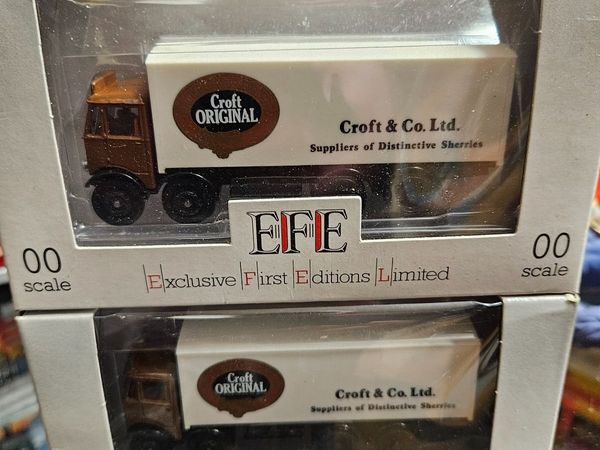 Croft
ORIGINAL
Croft & Co. Ltd.
Suppliers of Distinctive Sherries
EFE
00
scale
Exclusive First Editions Limited
00
scale
Croft
ORIGINAL
Croft & Co. Ltd.
Suppliers of Distinctive Sherries